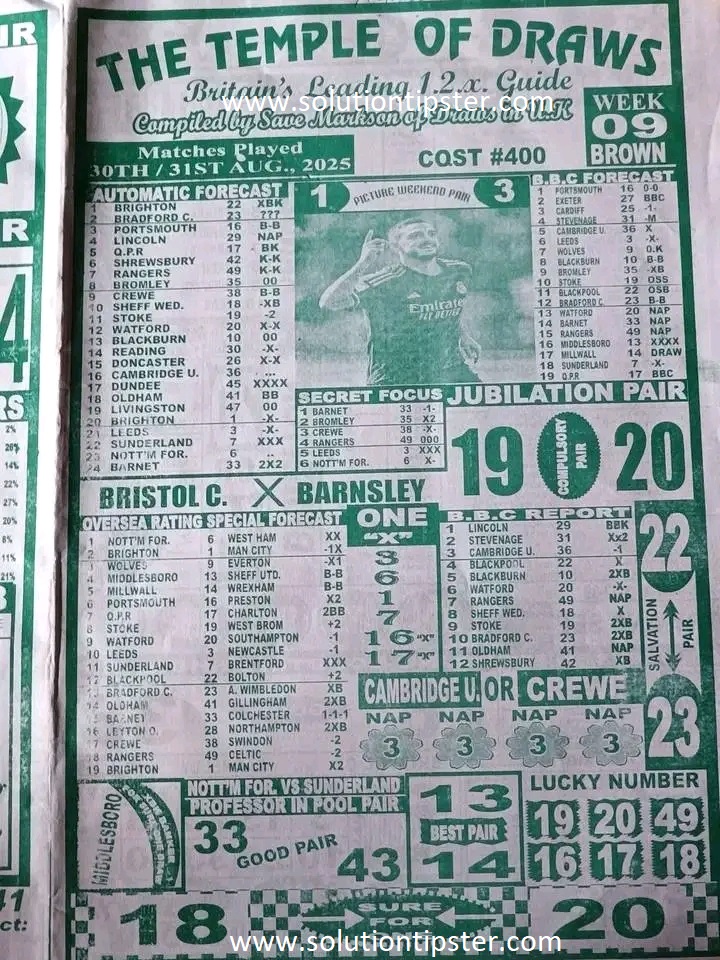 THE TEMPLE OF DRAWS
Britain's Leading 1.2.x. Guide
www.solutiontipster.com
Compiled by Save Markson of Draws in U.K
WEEK
09
BROWN
Matches Played
30TH / 31ST AUG., 2025
COST #400
AUTOMATIC FORECAST
1 BRIGHTON 22 XBK
2 BRADFORD C. 23 ???
3 PORTSMOUTH 16 B-B
4 LINCOLN 29 NAP
5 Q.P.R 17 - BK
6 SHREWSBURY 42 K-K
7 RANGERS 49 K-K
8 BROMLEY 35 00
9 CREWE 38 B-B
10 SHEFF WED. 18 -XB
11 STOKE 19 -2
12 WATFORD 20 X-X
13 BLACKBURN 10 00
14 READING 30 -X-
15 DONCASTER 26 X-X
16 CAMBRIDGE U. 36 ...
17 DUNDEE 45 XXXX
18 OLDHAM 41 BB
19 LIVINGSTON 47 00
20 BRIGHTON 1 -X-
21 LEEDS 3 -X-
22 SUNDERLAND 7 XXX
23 NOTT'M FOR. 6 ..
24 BARNET 33 2X2
1 PICTURE WEEKEND PAIR 3
Emirates
FLY BETTER
B.B.C FORECAST
1 PORTSMOUTH 16 0-0
2 EXETER 27 BBC
3 CARDIFF 25 -1-
4 STEVENAGE 31 -M
5 CAMBRIDGE U. 36 X
6 LEEDS 3 -X-
7 WOLVES 9 O.K
8 BLACKBURN 10 B-B
9 BROMLEY 35 -XB
10 STOKE 19 OSS
11 BLACKPOOL 22 OSB
12 BRADFORD C. 23 B-B
13 WATFORD 20 NAP
14 BARNET 33 NAP
15 RANGERS 49 NAP
16 MIDDLESBORO 13 XXXX
17 MILLWALL 14 DRAW
18 SUNDERLAND 7 -X-
19 Q.P.R 17 BBC
SECRET FOCUS
1 BARNET 33 -1-
2 BROMLEY 35 X2
3 CREWE 38 -X-
4 RANGERS 49 000
5 LEEDS 3 XXX
6 NOTT'M FOR. 6 X-
JUBILATION PAIR
19 COMPULSORY PAIR 20
BRISTOL C. X BARNSLEY
OVERSEA RATING SPECIAL FORECAST
1 NOTT'M FOR. 6 WEST HAM XX
2 BRIGHTON 1 MAN CITY -1X
3 WOLVES 9 EVERTON -X1
4 MIDDLESBORO 13 SHEFF UTD. B-B
5 MILLWALL 14 WREXHAM B-B
6 PORTSMOUTH 16 PRESTON X2
7 Q.P.R 17 CHARLTON 2BB
8 STOKE 19 WEST BROM +2
9 WATFORD 20 SOUTHAMPTON -1
10 LEEDS 3 NEWCASTLE -1
11 SUNDERLAND 7 BRENTFORD XXX
12 BLACKPOOL 22 BOLTON +2
13 BRADFORD C. 23 A. WIMBLEDON XB
14 OLDHAM 41 GILLINGHAM 2XB
15 BARNET 33 COLCHESTER 1-1-1
16 LEYTON O. 28 NORTHAMPTON 2XB
17 CREWE 38 SWINDON -2
18 RANGERS 49 CELTIC -2
19 BRIGHTON 1 MAN CITY X2
ONE
"X"
3
6
1
7
16 "X"
17 "X"
B.B.C REPORT
1 LINCOLN 29 BBK
2 STEVENAGE 31 Xx2
3 CAMBRIDGE U. 36 -1
4 BLACKPOOL 22 X
5 BLACKBURN 10 2XB
6 WATFORD 20 -X-
7 RANGERS 49 NAP
8 SHEFF WED. 18 X
9 STOKE 19 2XB
10 BRADFORD C. 23 2XB
11 OLDHAM 41 NAP
12 SHREWSBURY 42 XB
22
SALVATION PAIR
23
CAMBRIDGE U. OR CREWE
NAP NAP NAP NAP
3 3 3 3
MIDDLESBORO
NOTT'M FOR. VS SUNDERLAND
PROFESSOR IN POOL PAIR
33 GOOD PAIR 43
13
BEST PAIR
14
LUCKY NUMBER
19 20 49
16 17 18
18 SURE FOR 20
www.solutiontipster.com
IR
R
4
RS
2%
26%
14%
22%
27%
20%
8%
11%
21%
41
ct: